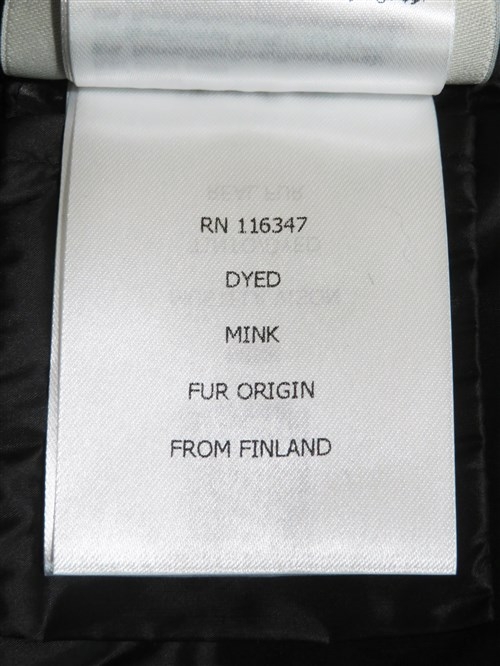 RN 116347
DYED
MINK
FUR ORIGIN
FROM FINLAND